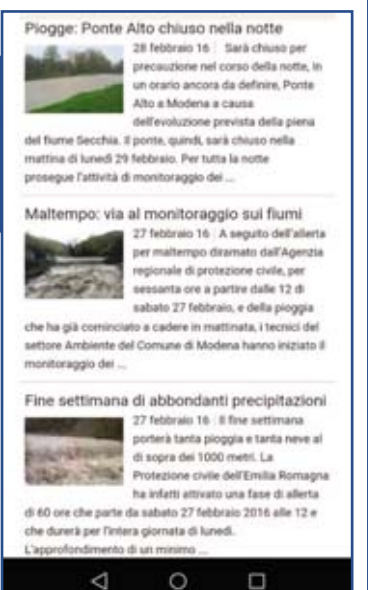 Piogge: Ponte Alto chiuso nella notte
28 febbraio 16 | Sarà chiuso per
precauzione nel corso della notte, in
un orario ancora da definire, Ponte
Alto a Modena a causa
dell'evoluzione prevista della piena
del fiume Secchia. Il ponte, quindi, sarà chiuso nella
mattina di lunedì 29 febbraio. Per tutta la notte
prosegue l'attività di monitoraggio dei ...
Maltempo: via al monitoraggio sui fiumi
27 febbraio 16 | A seguito dell'allerta
per maltempo diramato dall'Agenzia
regionale di protezione civile, per
sessanta ore a partire dalle 12 di
sabato 27 febbraio, e della pioggia
che ha già cominciato a cadere in mattinata, i tecnici del
settore Ambiente del Comune di Modena hanno iniziato il
monitoraggio dei ...
Fine settimana di abbondanti precipitazioni
27 febbraio 16 | Il fine settimana
porterà tanta pioggia e tanta neve al
di sopra dei 1000 metri. La
Protezione civile dell'Emilia Romagna
ha infatti attivato una fase di allerta
di 60 ore che parte da sabato 27 febbraio 2016 alle 12 e
che durerà per l'intera giornata di lunedì.
L'approfondimento di un minimo ...